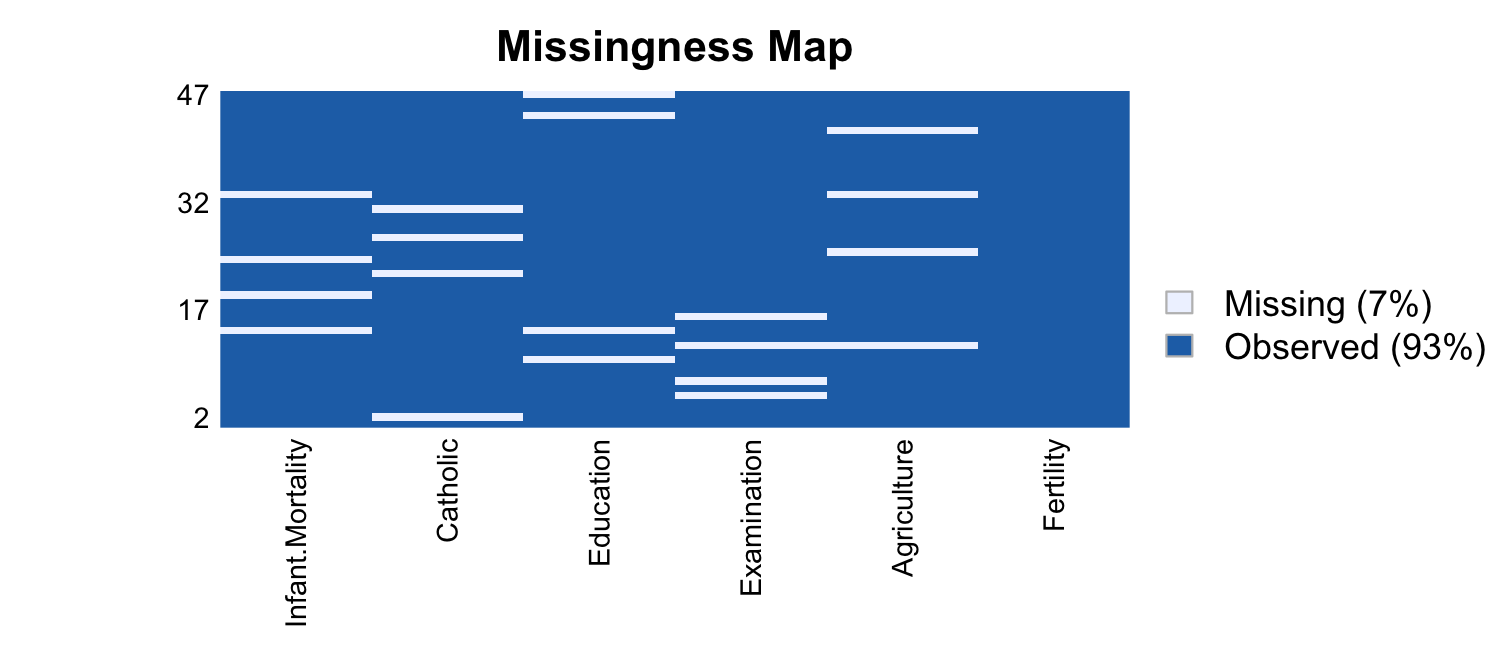 Missingness Map
47
32
17
2
Missing (7%)
Observed (93%)
Infant.Mortality
Catholic
Education
Examination
Agriculture
Fertility